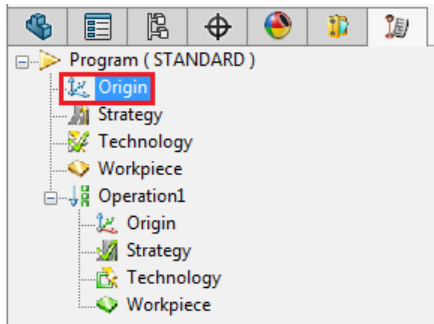 Program ( STANDARD )
Origin
Strategy
Technology
Workpiece
Operation1
Origin
Strategy
Technology
Workpiece